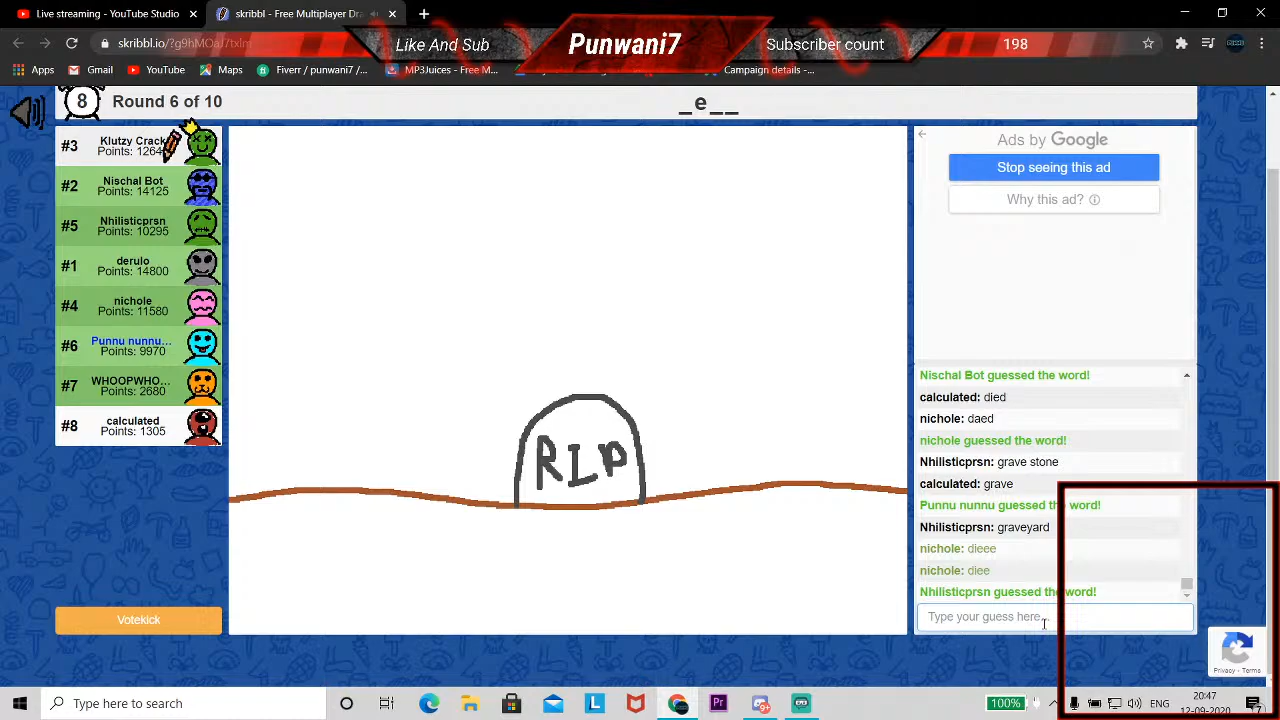 Live streaming - YouTube Studio
skribbl - Free Multiplayer Dra
skribbl.io/?g9hMOaJ7txlm
Like And Sub
Punwani7
Subscriber count
198
Apps
Gmail
YouTube
Maps
Fiverr / punwani7 /...
MP3Juices - Free M...
Campaign details -...
8
Round 6 of 10
_e__
#3
Klutzy Crack
Points: 1264
#2
Nischal Bot
Points: 14125
#5
Nhilisticprsn
Points: 10295
#1
derulo
Points: 14800
#4
nichole
Points: 11580
#6
Punnu nunnu...
Points: 9970
#7
WHOOPWHO...
Points: 2680
#8
calculated
Points: 1305
Votekick
RIP
Ads by Google
Stop seeing this ad
Why this ad?
Nischal Bot guessed the word!
calculated: died
nichole: daed
nichole guessed the word!
Nhilisticprsn: grave stone
calculated: grave
Punnu nunnu guessed the word!
Nhilisticprsn: graveyard
nichole: dieee
nichole: diee
Nhilisticprsn guessed the word!
Type your guess here...
Privacy - Terms
Type here to search
100%
ENG
20:47
12-09-2020